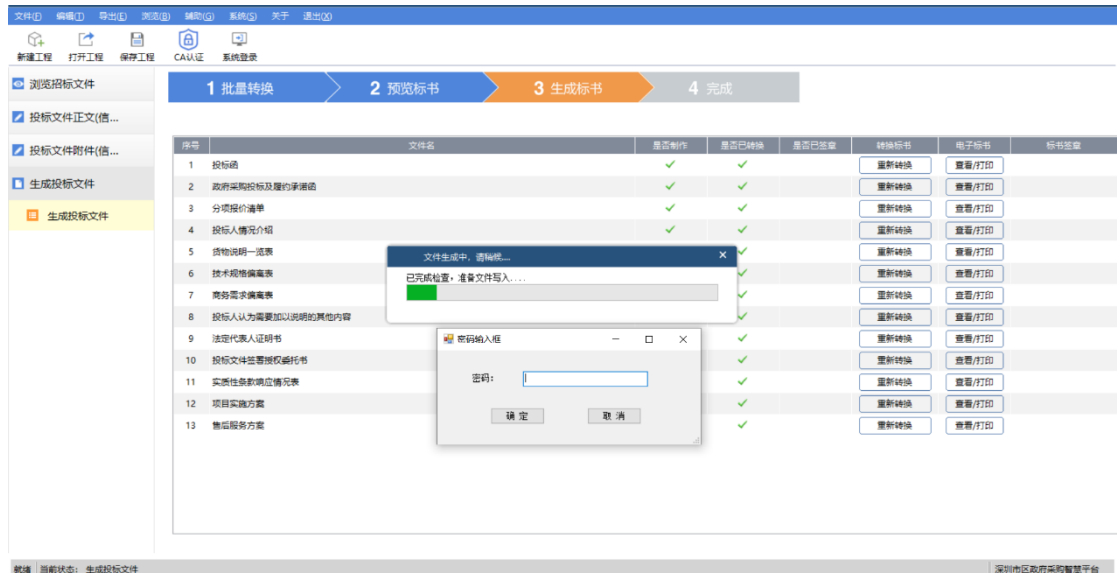 文件(F) 编辑(T) 导出(E) 浏览(B) 辅助(G) 系统(S) 关于 退出(X)
新建工程 打开工程 保存工程 CA认证 系统登录
浏览招标文件
投标文件正文(信...
投标文件附件(信...
生成投标文件
生成投标文件
1 批量转换 2 预览标书 3 生成标书 4 完成
序号 文件名 是否制作 是否已转换 是否已签章 转换标书 电子标书 标书签章
1 投标函 重新转换 查看/打印
2 政府采购投标及履约承诺函 重新转换 查看/打印
3 分项报价清单 重新转换 查看/打印
4 投标人情况介绍 重新转换 查看/打印
5 货物说明一览表 重新转换 查看/打印
6 技术规格偏离表 重新转换 查看/打印
7 商务需求偏离表 重新转换 查看/打印
8 投标人认为需要加以说明的其他内容 重新转换 查看/打印
9 法定代表人证明书 重新转换 查看/打印
10 投标文件签署授权委托书 重新转换 查看/打印
11 实质性条款响应情况表 重新转换 查看/打印
12 项目实施方案 重新转换 查看/打印
13 售后服务方案 重新转换 查看/打印
文件生成中，请稍候....
已完成检查，准备文件写入....
密码输入框
密码：
确 定 取 消
就绪 当前状态： 生成投标文件 深圳市区政府采购智慧平台